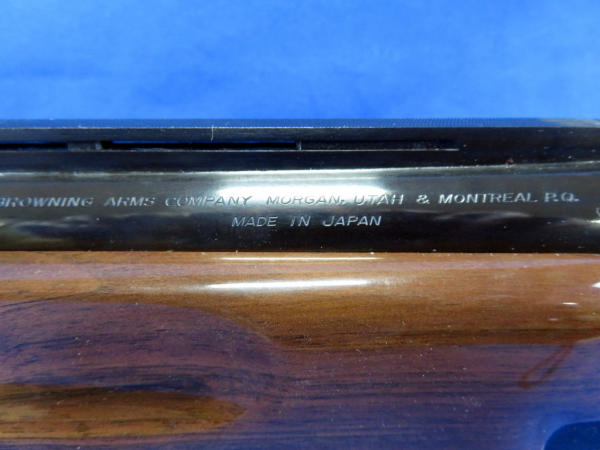 BROWNING ARMS COMPANY MORGAN, UTAH & MONTREAL P.Q.
MADE IN JAPAN